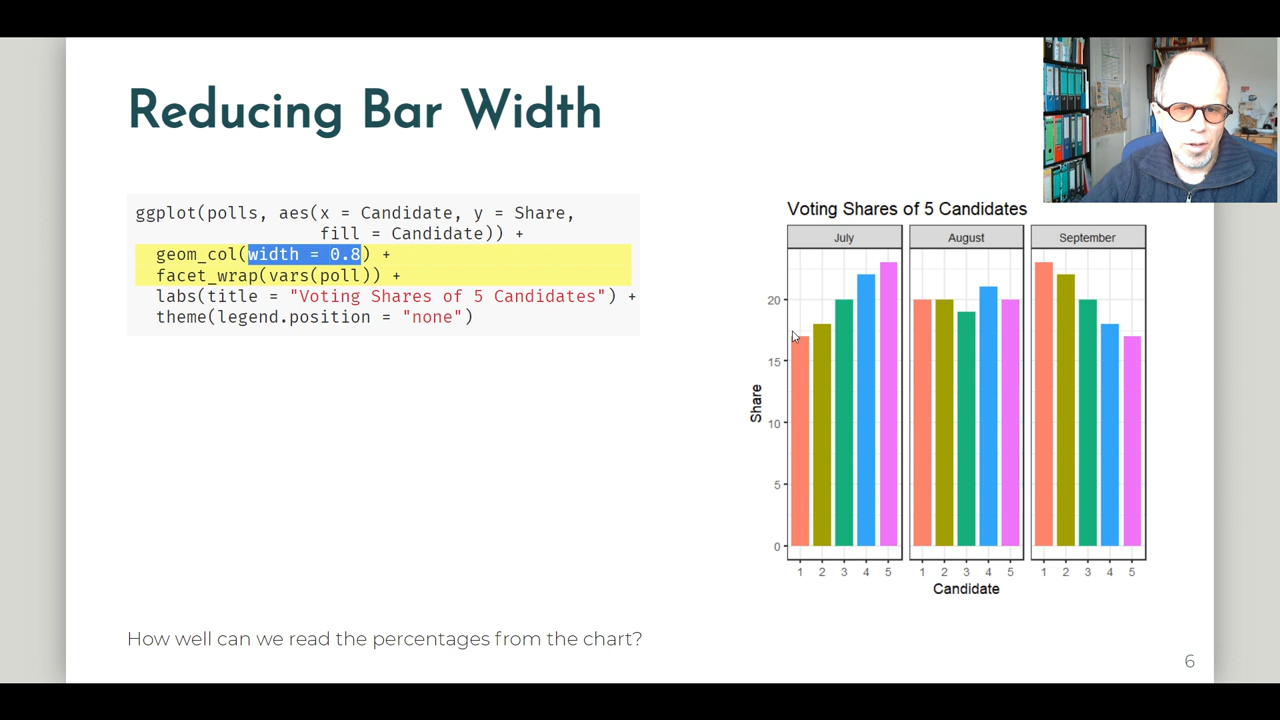 Reducing Bar Width
ggplot(polls, aes(x = Candidate, y = Share,
fill = Candidate)) +
geom_col(width = 0.8) +
facet_wrap(vars(poll)) +
labs(title = "Voting Shares of 5 Candidates") +
theme(legend.position = "none")
Voting Shares of 5 Candidates
July August September
20
15
10
5
0
Share
1 2 3 4 5 1 2 3 4 5 1 2 3 4 5
Candidate
How well can we read the percentages from the chart?
6